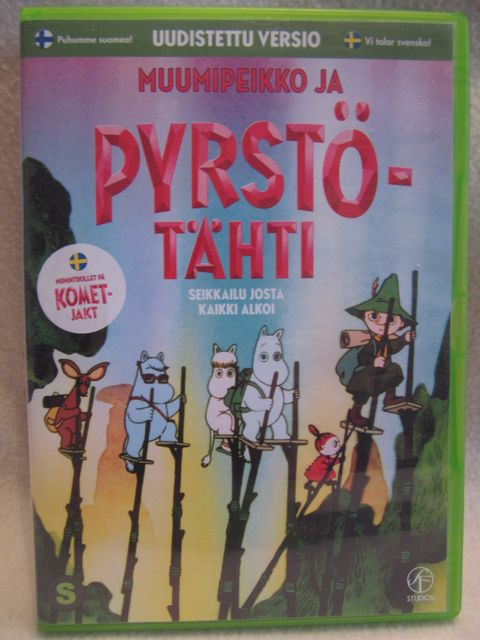 Puhumme suomea!
UUDISTETTU VERSIO
Vi talar svenska!
MUUMIPEIKKO JA
PYRSTÖ-
TÄHTI
SEIKKAILU JOSTA
KAIKKI ALKOI
MUMINTROLLET PÅ
KOMET-
JAKT
S
SF
STUDIOS